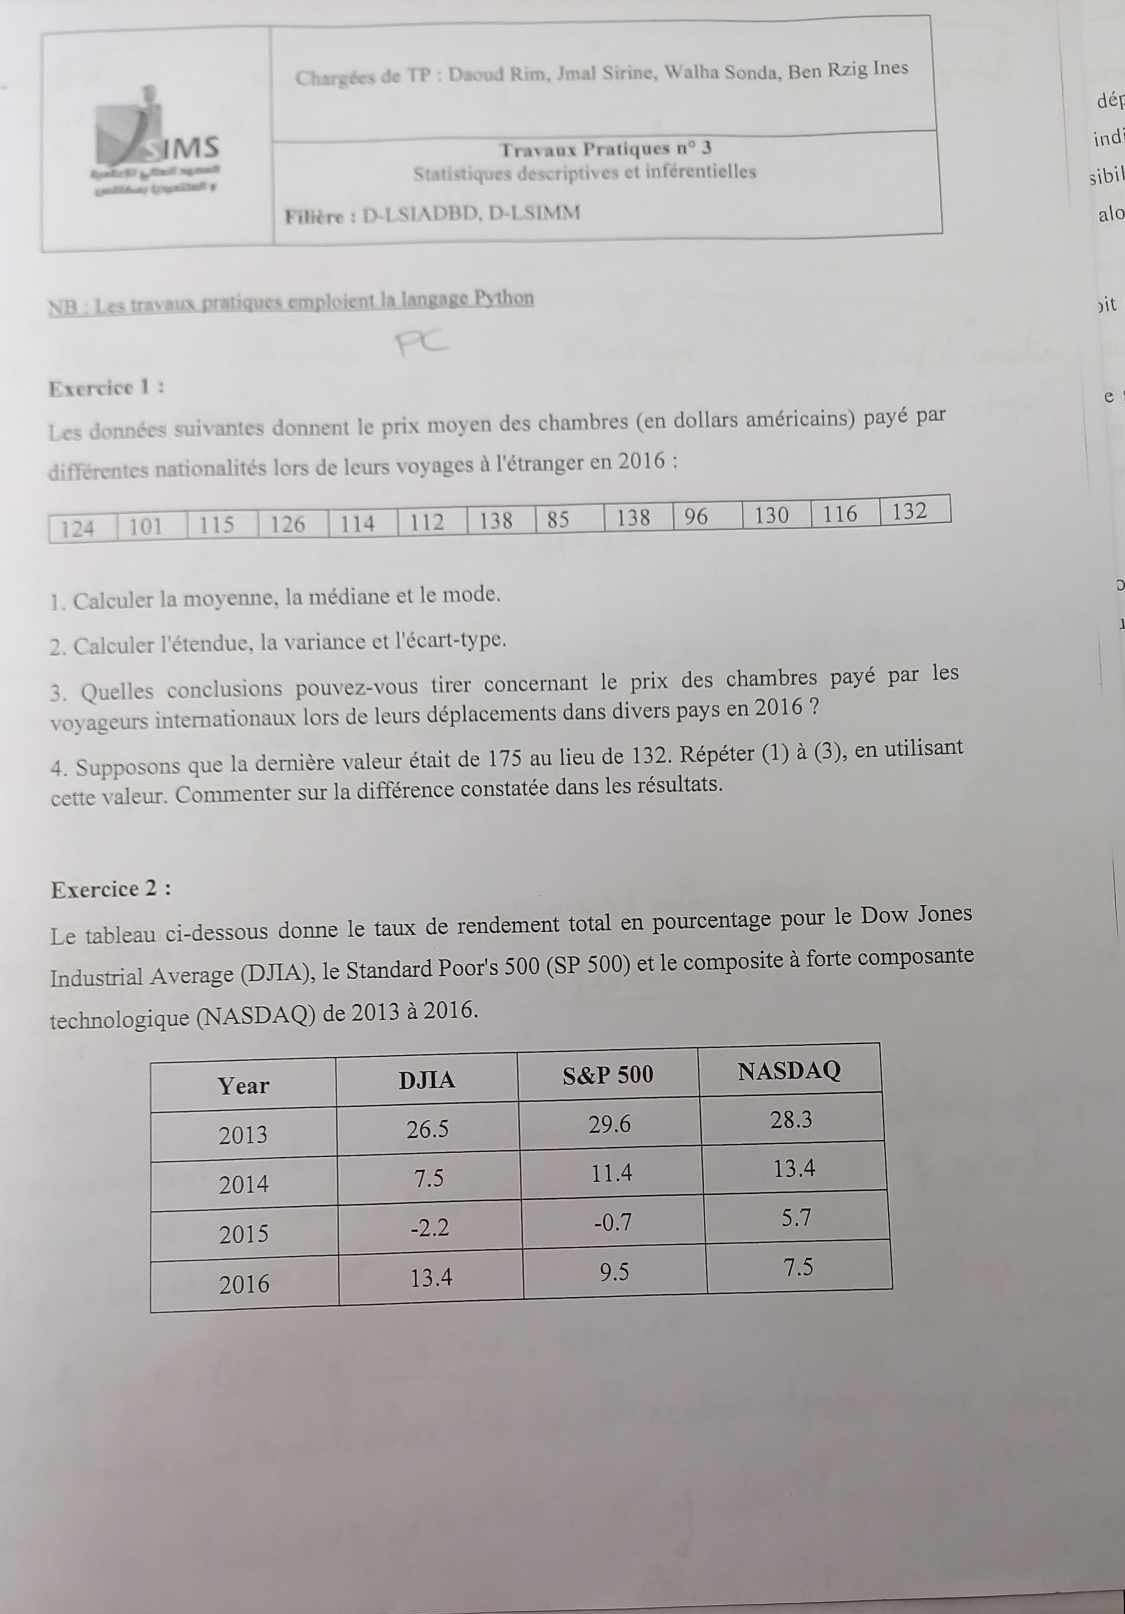 Chargées de TP : Daoud Rim, Jmal Sirine, Walha Sonda, Ben Rzig Ines
SIMS
Travaux Pratiques n° 3
Statistiques descriptives et inférentielles
Filière : D-LSIADBD, D-LSIMM
NB : Les travaux pratiques emploient la langage Python
PC
Exercice 1 :
Les données suivantes donnent le prix moyen des chambres (en dollars américains) payé par
différentes nationalités lors de leurs voyages à l'étranger en 2016 :
124 101 115 126 114 112 138 85 138 96 130 116 132
1. Calculer la moyenne, la médiane et le mode.
2. Calculer l'étendue, la variance et l'écart-type.
3. Quelles conclusions pouvez-vous tirer concernant le prix des chambres payé par les
voyageurs internationaux lors de leurs déplacements dans divers pays en 2016 ?
4. Supposons que la dernière valeur était de 175 au lieu de 132. Répéter (1) à (3), en utilisant
cette valeur. Commenter sur la différence constatée dans les résultats.
Exercice 2 :
Le tableau ci-dessous donne le taux de rendement total en pourcentage pour le Dow Jones
Industrial Average (DJIA), le Standard Poor's 500 (SP 500) et le composite à forte composante
technologique (NASDAQ) de 2013 à 2016.
Year DJIA S&P 500 NASDAQ
2013 26.5 29.6 28.3
2014 7.5 11.4 13.4
2015 -2.2 -0.7 5.7
2016 13.4 9.5 7.5